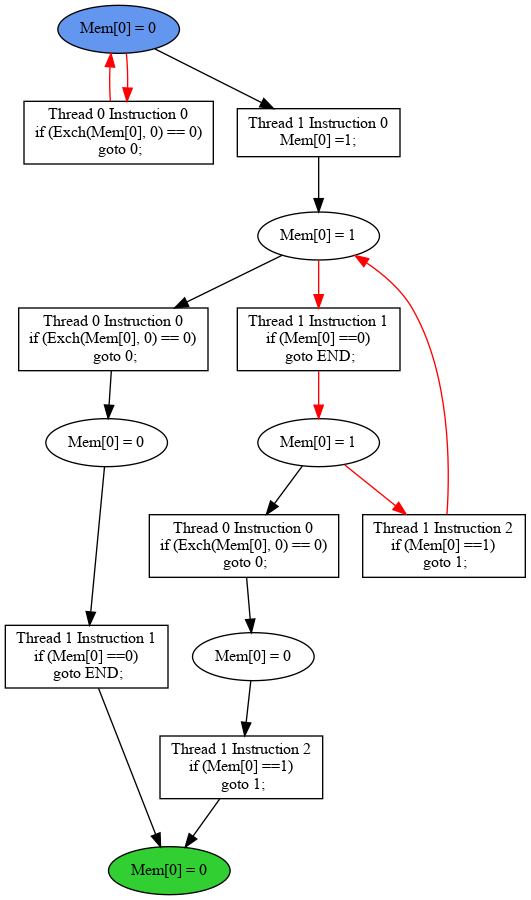 Mem[0] = 0
Thread 0 Instruction 0
if (Exch(Mem[0], 0) == 0)
goto 0;
Thread 1 Instruction 0
Mem[0] =1;
Mem[0] = 1
Thread 0 Instruction 0
if (Exch(Mem[0], 0) == 0)
goto 0;
Thread 1 Instruction 1
if (Mem[0] ==0)
goto END;
Mem[0] = 0
Mem[0] = 1
Thread 0 Instruction 0
if (Exch(Mem[0], 0) == 0)
goto 0;
Thread 1 Instruction 2
if (Mem[0] ==1)
goto 1;
Thread 1 Instruction 1
if (Mem[0] ==0)
goto END;
Mem[0] = 0
Thread 1 Instruction 2
if (Mem[0] ==1)
goto 1;
Mem[0] = 0